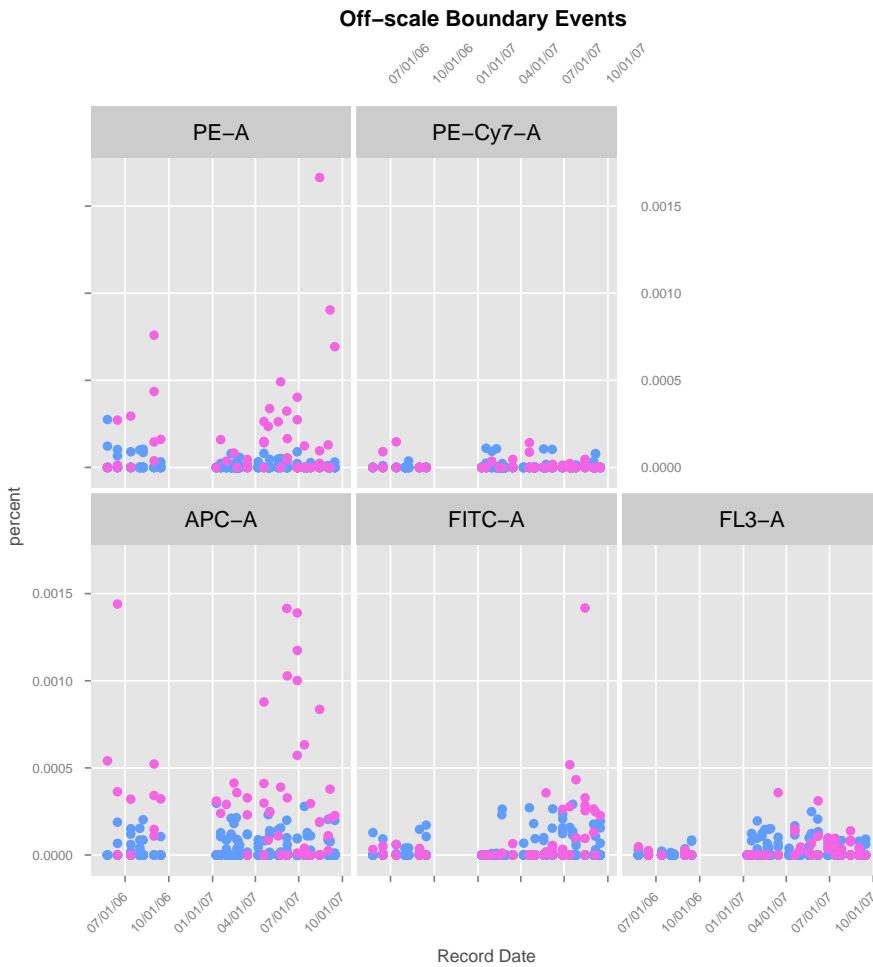 Off−scale Boundary Events
07/01/06 10/01/06 01/01/07 04/01/07 07/01/07 10/01/07
PE−A PE−Cy7−A
0.0015
0.0010
0.0005
0.0000
percent
APC−A FITC−A FL3−A
0.0015
0.0010
0.0005
0.0000
07/01/06 10/01/06 01/01/07 04/01/07 07/01/07 10/01/07 07/01/06 10/01/06 01/01/07 04/01/07 07/01/07 10/01/07
Record Date